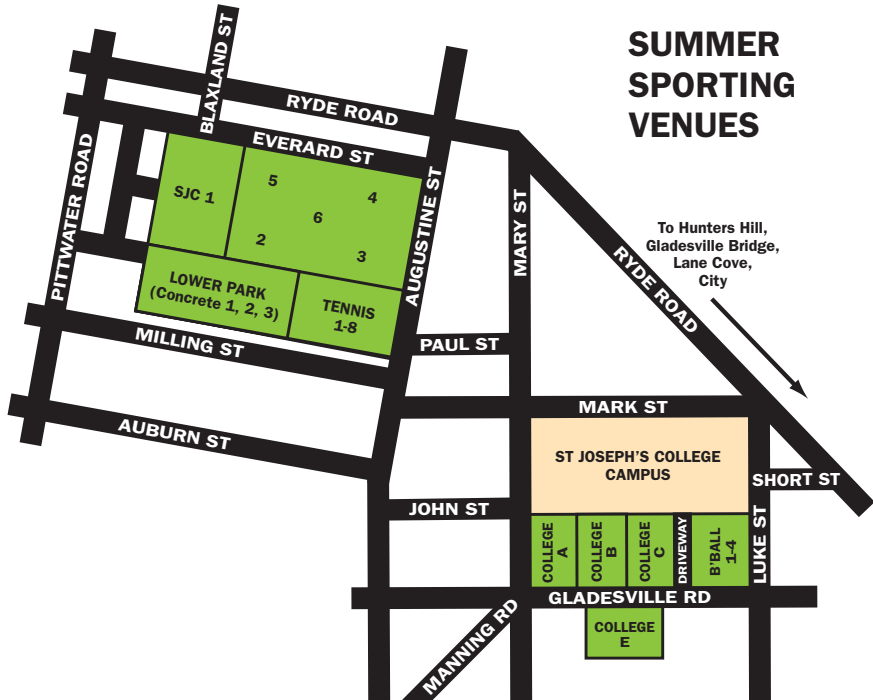 SUMMER
SPORTING
VENUES
BLAXLAND ST
RYDE ROAD
EVERARD ST
PITTWATER ROAD
SJC 1
5
4
6
2
3
AUGUSTINE ST
MARY ST
To Hunters Hill,
Gladesville Bridge,
Lane Cove,
City
RYDE ROAD
LOWER PARK
(Concrete 1, 2, 3)
TENNIS
1-8
MILLING ST
PAUL ST
MARK ST
AUBURN ST
ST JOSEPH'S COLLEGE
CAMPUS
SHORT ST
JOHN ST
COLLEGE
A
COLLEGE
B
COLLEGE
C
DRIVEWAY
B'BALL
1-4
LUKE ST
GLADESVILLE RD
MANNING RD
COLLEGE
E